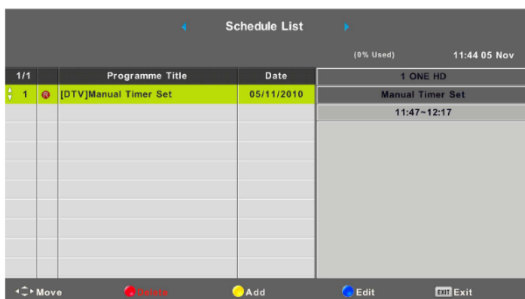 Schedule List
(0% Used) 11:44 05 Nov
1/1 Programme Title Date 1 ONE HD
1 [DTV]Manual Timer Set 05/11/2010 Manual Timer Set
11:47~12:17
Move Delete Add Edit EXIT Exit